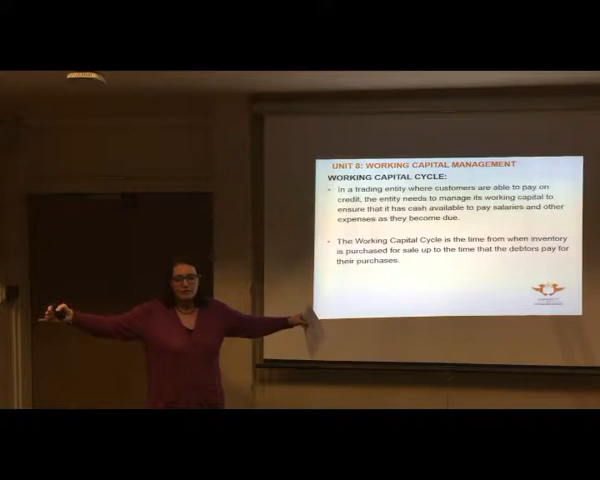 UNIT 8: WORKING CAPITAL MANAGEMENT
WORKING CAPITAL CYCLE:
• In a trading entity where customers are able to pay on
credit, the entity needs to manage its working capital to
ensure that it has cash available to pay salaries and other
expenses as they become due.
• The Working Capital Cycle is the time from when inventory
is purchased for sale up to the time that the debtors pay for
their purchases.